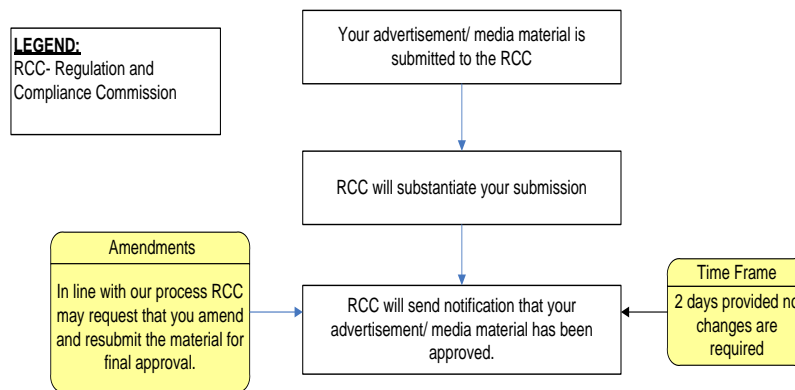 LEGEND:
RCC- Regulation and
Compliance Commission
Your advertisement/ media material is
submitted to the RCC
RCC will substantiate your submission
Amendments
In line with our process RCC
may request that you amend
and resubmit the material for
final approval.
RCC will send notification that your
advertisement/ media material has been
approved.
Time Frame
2 days provided no
changes are
required